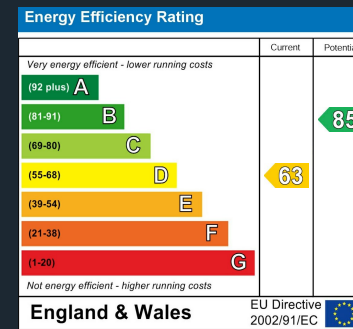 Energy Efficiency Rating
Current
Very energy efficient - lower running costs
(92 plus) A
(81-91) B
85
(69-80) C
(55-68) D
63
(39-54) E
(21-38) F
(1-20) G
Not energy efficient - higher running costs
England & Wales
EU Directive
2002/91/EC